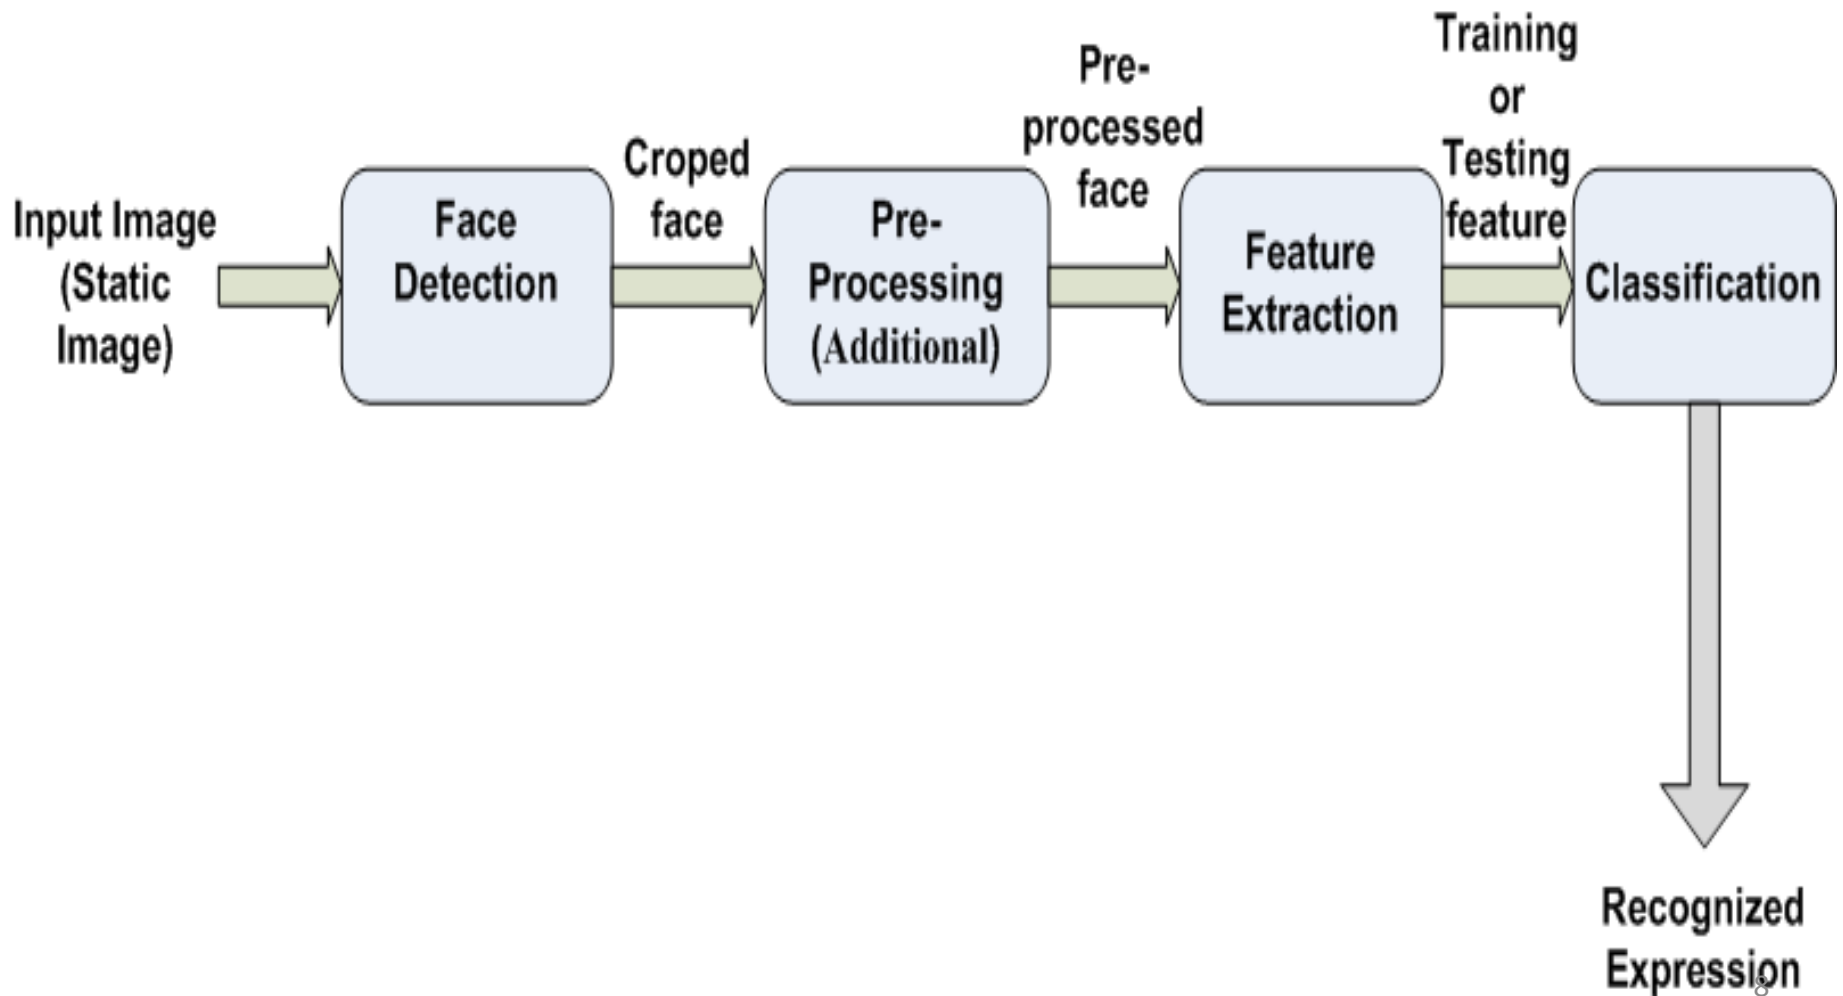 Input Image
(Static
Image)
Face
Detection
Croped
face
Pre-
Processing
(Additional)
Pre-
processed
face
Feature
Extraction
Training
or
Testing
feature
Classification
Recognized
Expression
8